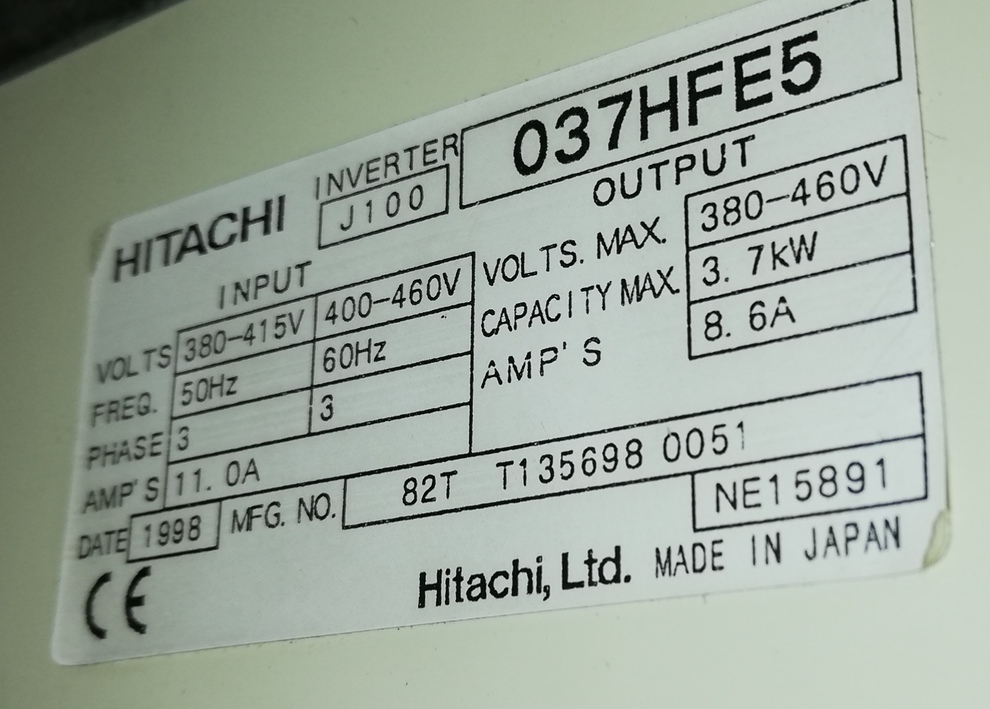 HITACHI INVERTER J100 037HFE5
INPUT
VOLTS 380-415V 400-460V
FREQ. 50Hz 60Hz
PHASE 3 3
AMP'S 11.0A
OUTPUT
VOLTS. MAX. 380-460V
CAPACITY MAX. 3.7kW
AMP'S 8.6A
DATE 1998 MFG. NO. 82T T135698 0051
NE15891
CE Hitachi, Ltd. MADE IN JAPAN